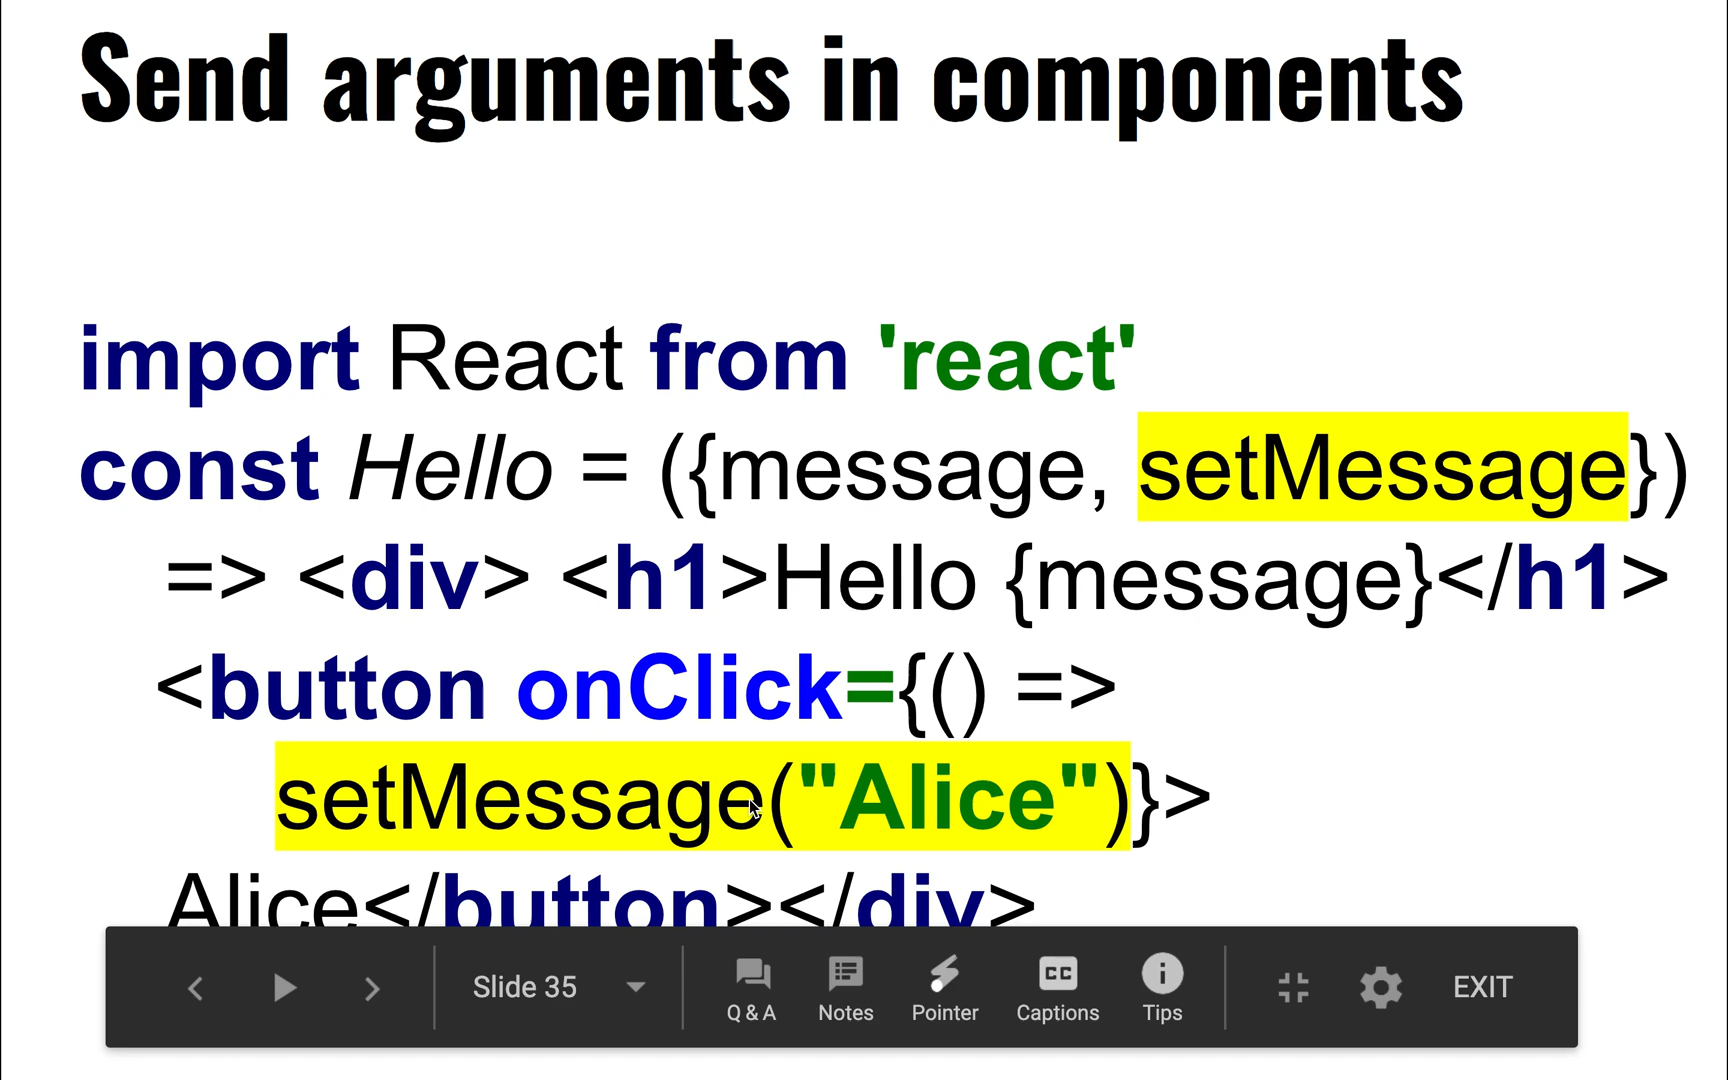 Send arguments in components
import React from 'react'
const Hello = ({message, setMessage})
=> <div> <h1>Hello {message}</h1>
<button onClick={() =>
setMessage("Alice")}>
Alice</button></div>
Slide 35
Q & A
Notes
Pointer
CC
Captions
Tips
EXIT